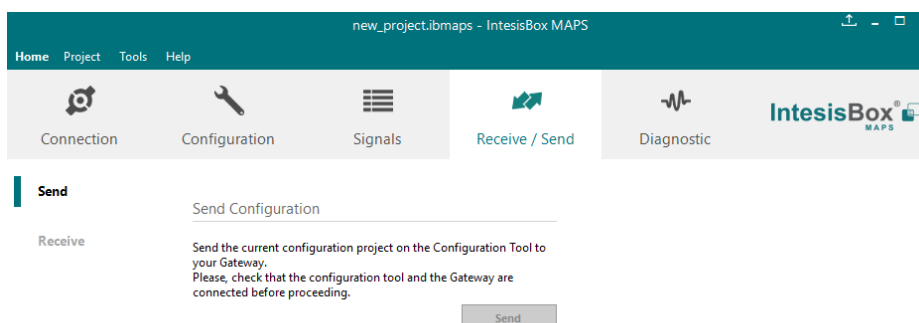 new_project.ibmaps - IntesisBox MAPS
Home Project Tools Help
Connection Configuration Signals Receive / Send Diagnostic
IntesisBox®
MAPS
Send
Send Configuration
Receive
Send the current configuration project on the Configuration Tool to
your Gateway.
Please, check that the configuration tool and the Gateway are
connected before proceeding.
Send